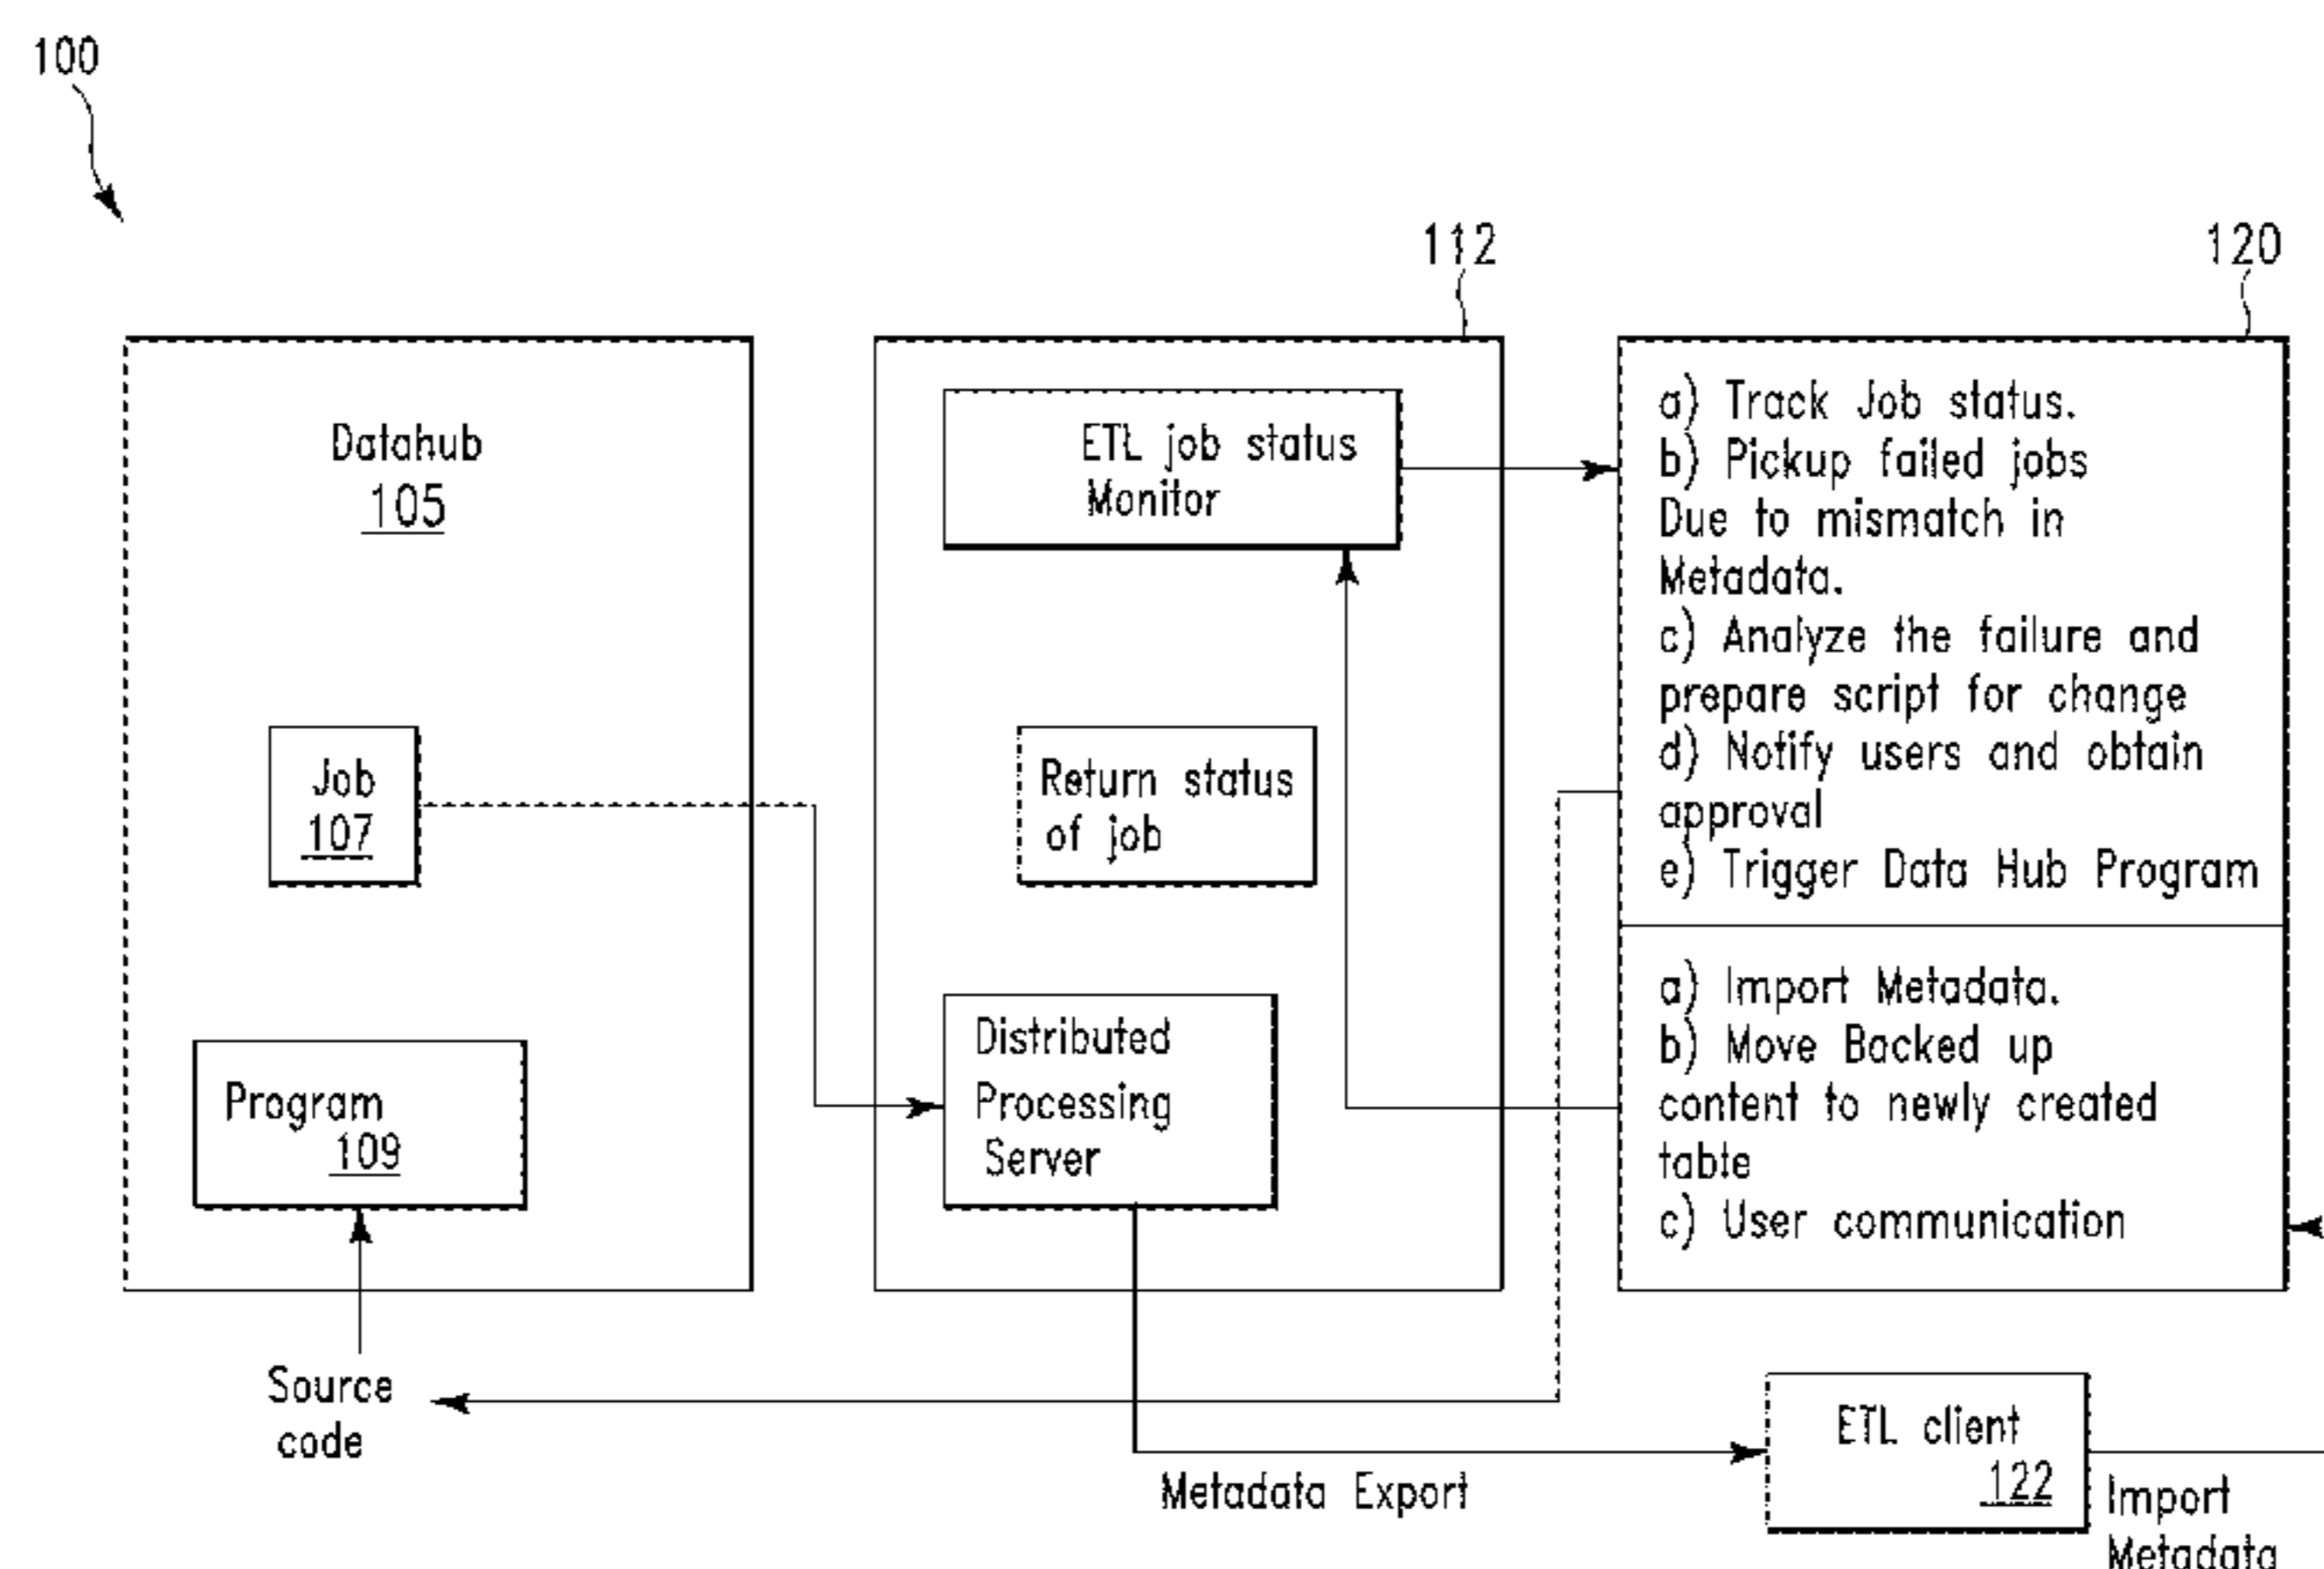 100
112
120
Datahub
105
Job
107
Program
109
Source
code
ETL job status
Monitor
Return status
of job
Distributed
Processing
Server
Metadata Export
a) Track Job status.
b) Pickup failed jobs
Due to mismatch in
Metadata.
c) Analyze the failure and
prepare script for change
d) Notify users and obtain
approval
e) Trigger Data Hub Program
a) Import Metadata.
b) Move Backed up
content to newly created
table
c) User communication
ETL client
122
Import
Metadata